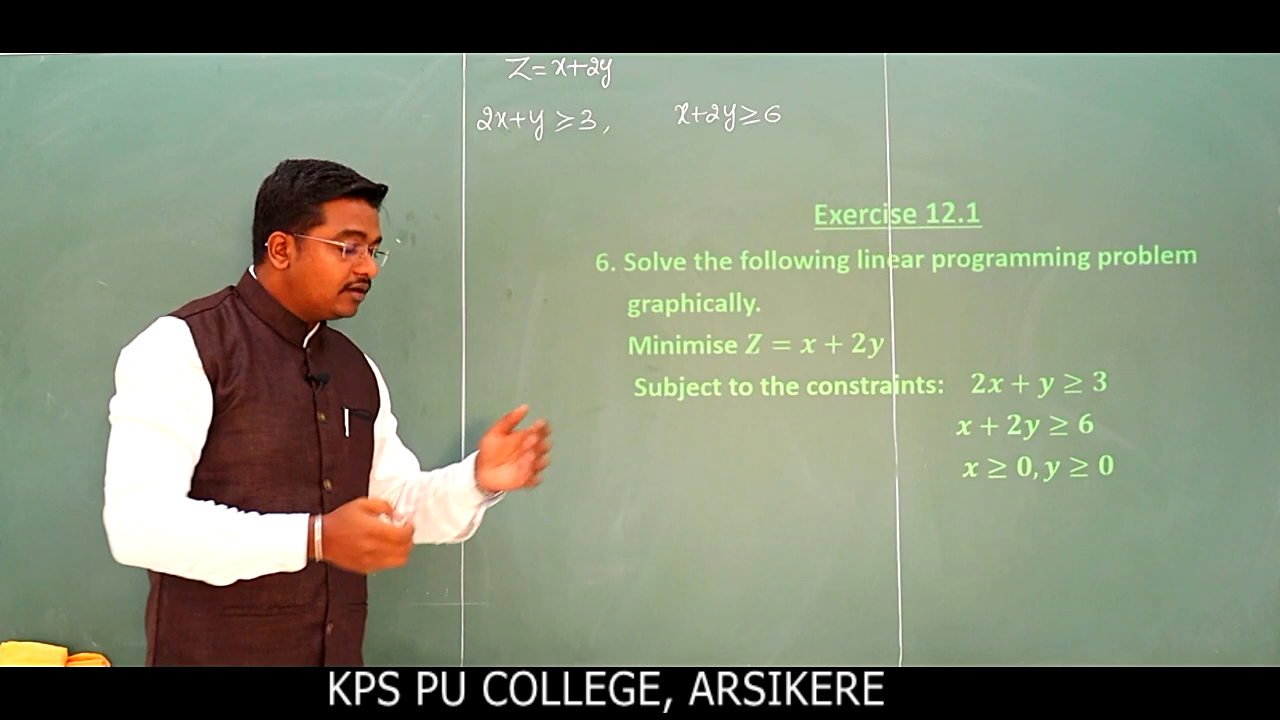 Z=x+2y
2x+y ≥ 3, x+2y ≥ 6
Exercise 12.1
6. Solve the following linear programming problem
graphically.
Minimise Z = x + 2y
Subject to the constraints: 2x + y ≥ 3
x + 2y ≥ 6
x ≥ 0, y ≥ 0
KPS PU COLLEGE, ARSIKERE